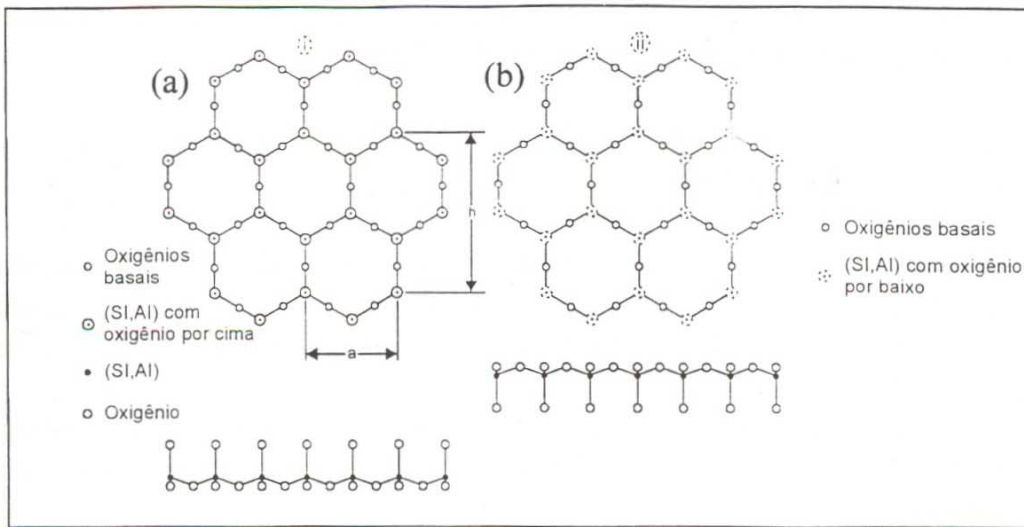 i
(a)
ii
(b)
h
a
Oxigênios
basais
(SI,Al) com
oxigênio por cima
(SI,Al)
Oxigênio
Oxigênios basais
(SI,Al) com oxigênio
por baixo